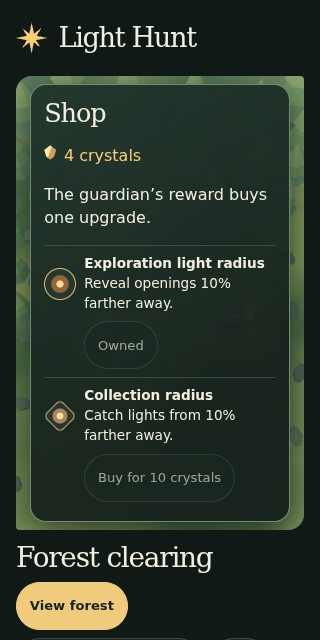 Light Hunt
Shop
4 crystals
The guardian’s reward buys
one upgrade.
Exploration light radius
Reveal openings 10%
farther away.
Owned
Collection radius
Catch lights from 10%
farther away.
Buy for 10 crystals
Forest clearing
View forest